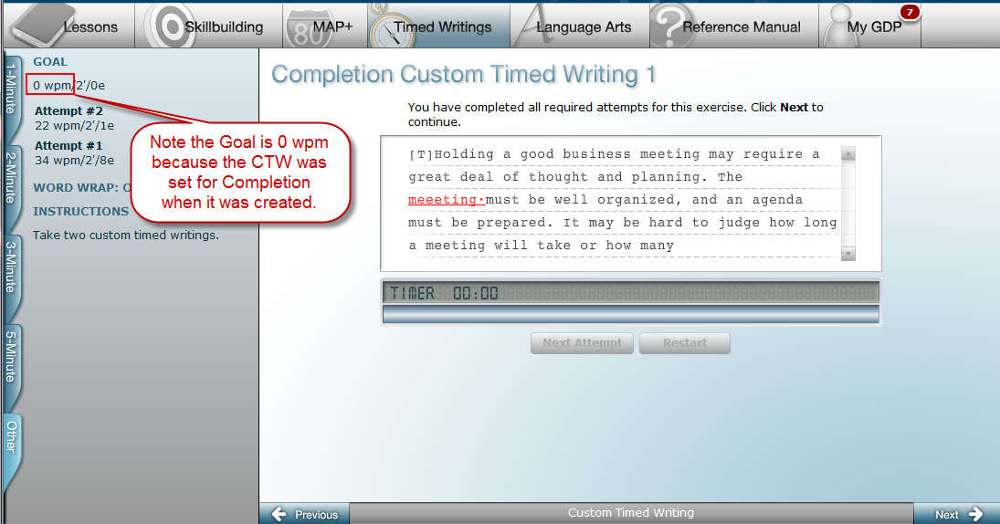 Lessons
Skillbuilding
80
MAP+
Timed Writings
Language Arts
?
Reference Manual
My GDP
7
1-Minute
2-Minute
3-Minute
5-Minute
Other
GOAL
0 wpm/2'/0e
Attempt #2
22 wpm/2'/1e
Attempt #1
34 wpm/2'/8e
WORD WRAP: O
INSTRUCTIONS
Take two custom timed writings.
Note the Goal is 0 wpm
because the CTW was
set for Completion
when it was created.
Completion Custom Timed Writing 1
You have completed all required attempts for this exercise. Click Next to
continue.
[T]Holding a good business meeting may require a
great deal of thought and planning. The
meeeting·must be well organized, and an agenda
must be prepared. It may be hard to judge how long
a meeting will take or how many
TIMER 00:00
Next Attempt
Restart
Previous
Custom Timed Writing
Next